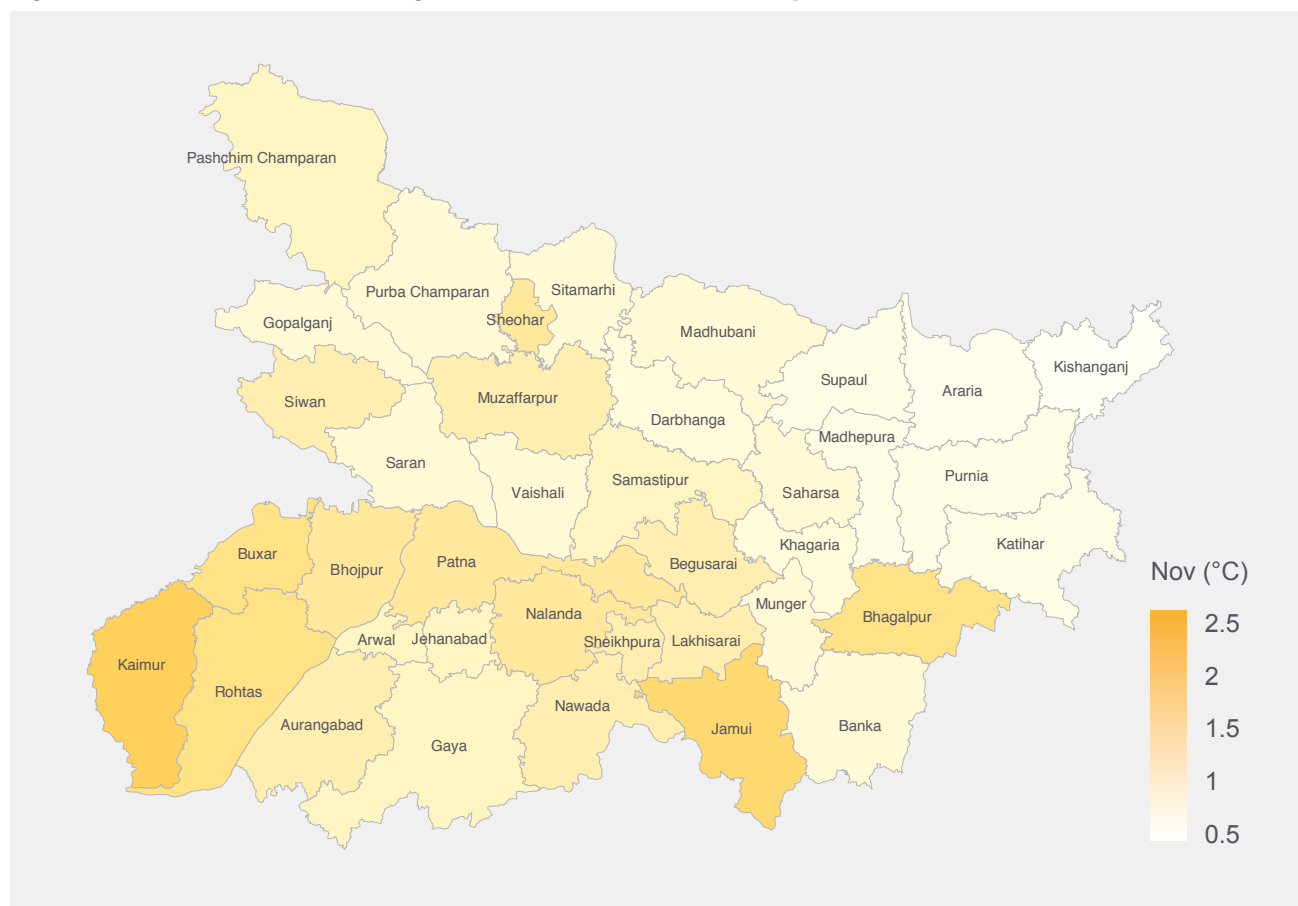 Pashchim Champaran
Purba Champaran
Sitamarhi
Sheohar
Gopalganj
Madhubani
Kishanganj
Supaul
Araria
Siwan
Muzaffarpur
Darbhanga
Madhepura
Saran
Vaishali
Samastipur
Saharsa
Purnia
Katihar
Khagaria
Buxar
Bhojpur
Patna
Begusarai
Nov (°C)
Munger
Bhagalpur
Nalanda
Arwal
Jehanabad
Sheikhpura
Lakhisarai
2.5
Kaimur
Rohtas
2
Aurangabad
Nawada
Jamui
Banka
1.5
Gaya
1
0.5